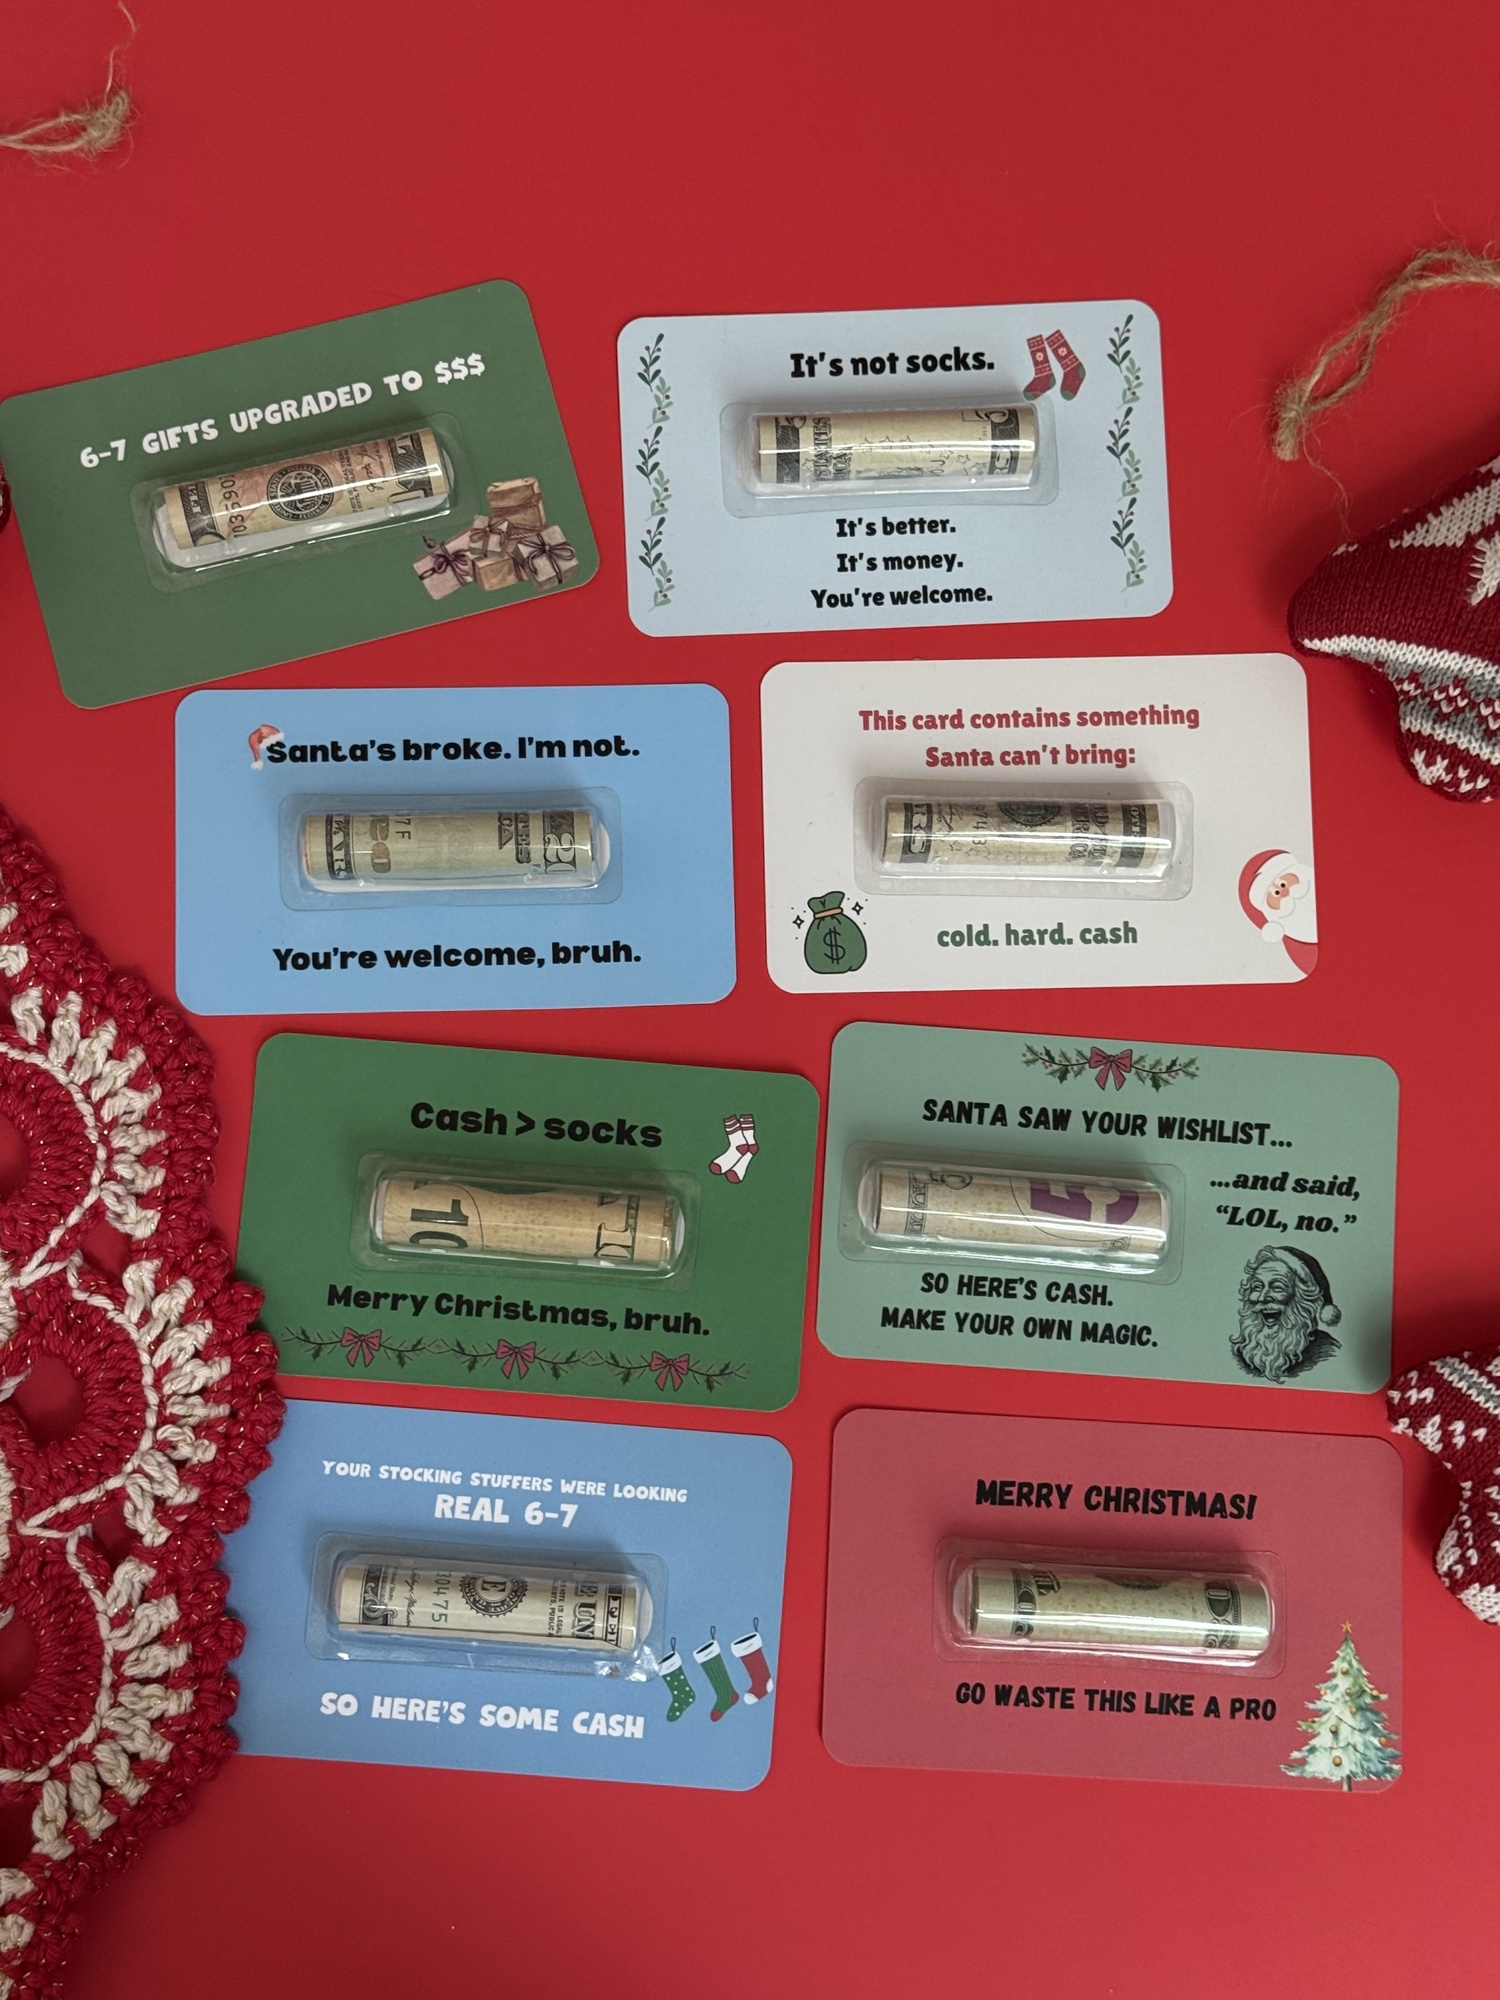 6-7 GIFTS UPGRADED TO $$$
It's not socks.
It's better.
It's money.
You're welcome.
Santa's broke. I'm not.
You're welcome, bruh.
This card contains something
Santa can't bring:
$
cold. hard. cash
Cash > socks
10
10
Merry Christmas, bruh.
SANTA SAW YOUR WISHLIST...
...and said,
"LOL, no."
5
SO HERE'S CASH.
MAKE YOUR OWN MAGIC.
YOUR STOCKING STUFFERS WERE LOOKING
REAL 6-7
SO HERE'S SOME CASH
MERRY CHRISTMAS!
GO WASTE THIS LIKE A PRO